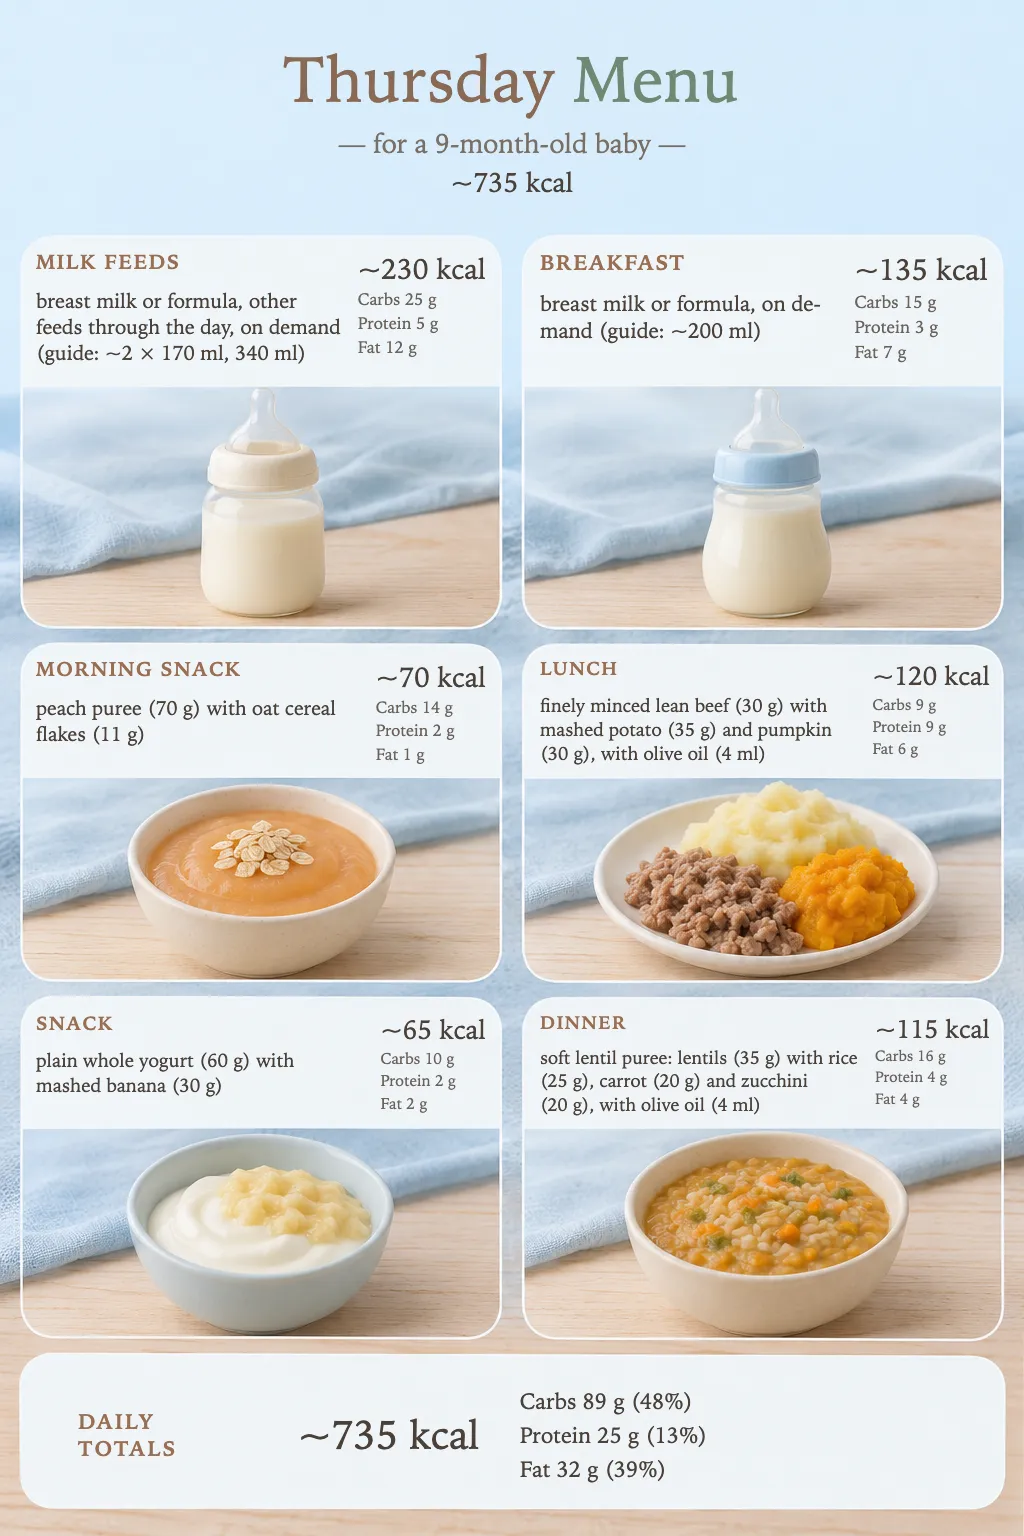 Thursday Menu
— for a 9-month-old baby —
~735 kcal
MILK FEEDS
breast milk or formula, other
feeds through the day, on demand
(guide: ~2 × 170 ml, 340 ml)
~230 kcal
Carbs 25 g
Protein 5 g
Fat 12 g
BREAKFAST
breast milk or formula, on de-
mand (guide: ~200 ml)
~135 kcal
Carbs 15 g
Protein 3 g
Fat 7 g
MORNING SNACK
peach puree (70 g) with oat cereal
flakes (11 g)
~70 kcal
Carbs 14 g
Protein 2 g
Fat 1 g
LUNCH
finely minced lean beef (30 g) with
mashed potato (35 g) and pumpkin
(30 g), with olive oil (4 ml)
~120 kcal
Carbs 9 g
Protein 9 g
Fat 6 g
SNACK
plain whole yogurt (60 g) with
mashed banana (30 g)
~65 kcal
Carbs 10 g
Protein 2 g
Fat 2 g
DINNER
soft lentil puree: lentils (35 g) with rice
(25 g), carrot (20 g) and zucchini
(20 g), with olive oil (4 ml)
~115 kcal
Carbs 16 g
Protein 4 g
Fat 4 g
DAILY
TOTALS
~735 kcal
Carbs 89 g (48%)
Protein 25 g (13%)
Fat 32 g (39%)